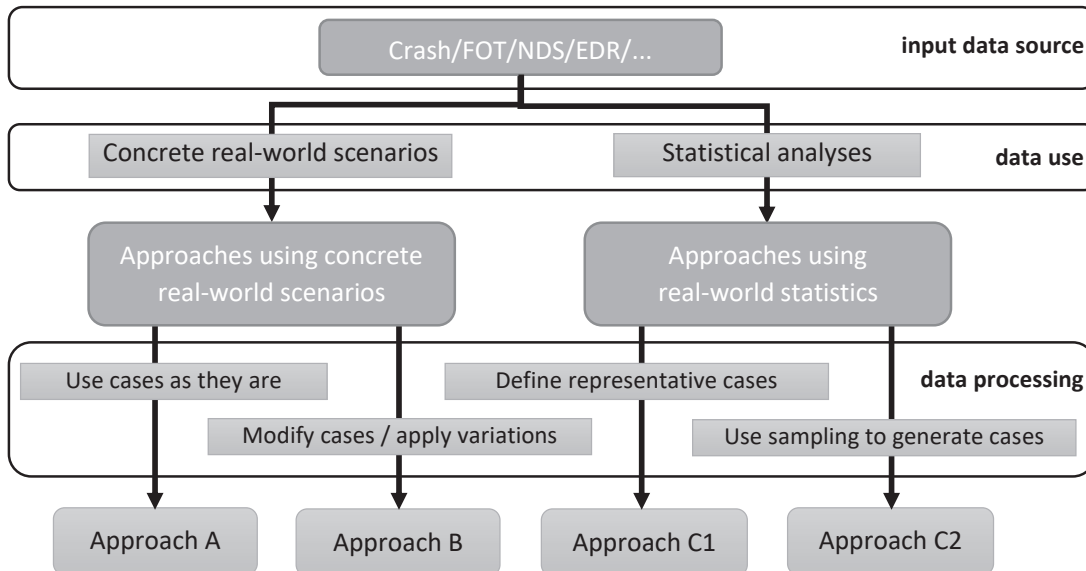 Crash/FOT/NDS/EDR/...
input data source
Concrete real-world scenarios
Statistical analyses
data use
Approaches using concrete
real-world scenarios
Approaches using
real-world statistics
Use cases as they are
Define representative cases
data processing
Modify cases / apply variations
Use sampling to generate cases
Approach A
Approach B
Approach C1
Approach C2